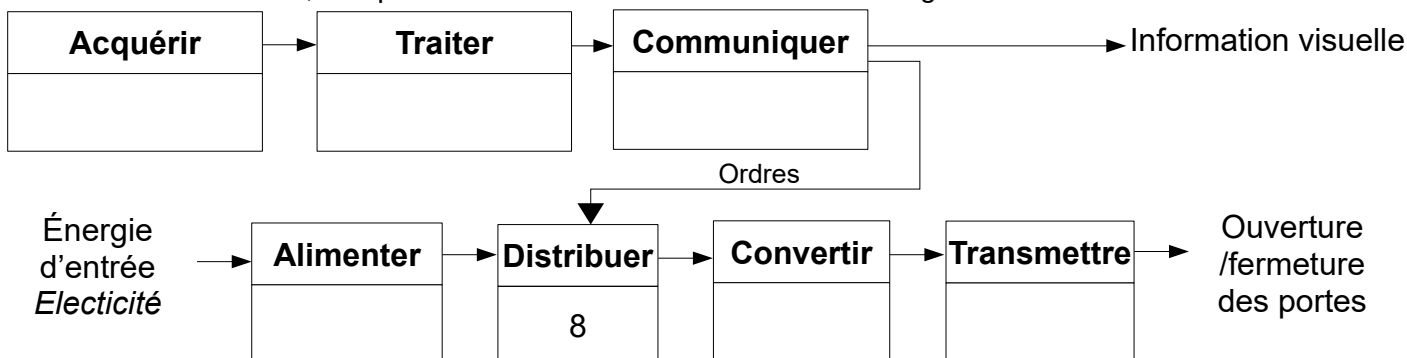 Acquérir
Traiter
Communiquer
Information visuelle
Ordres
Énergie
d'entrée
Electicité
Alimenter
Distribuer
8
Convertir
Transmettre
Ouverture
/fermeture
des portes